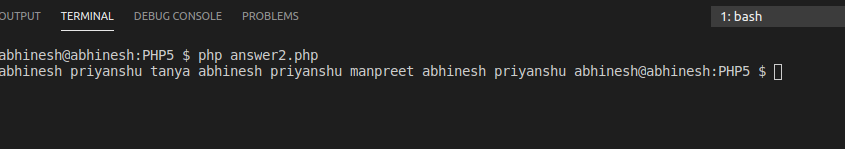 OUTPUT TERMINAL DEBUG CONSOLE PROBLEMS 1: bash
abhinesh@abhinesh:PHP5 $ php answer2.php
abhinesh priyanshu tanya abhinesh priyanshu manpreet abhinesh priyanshu abhinesh@abhinesh:PHP5 $